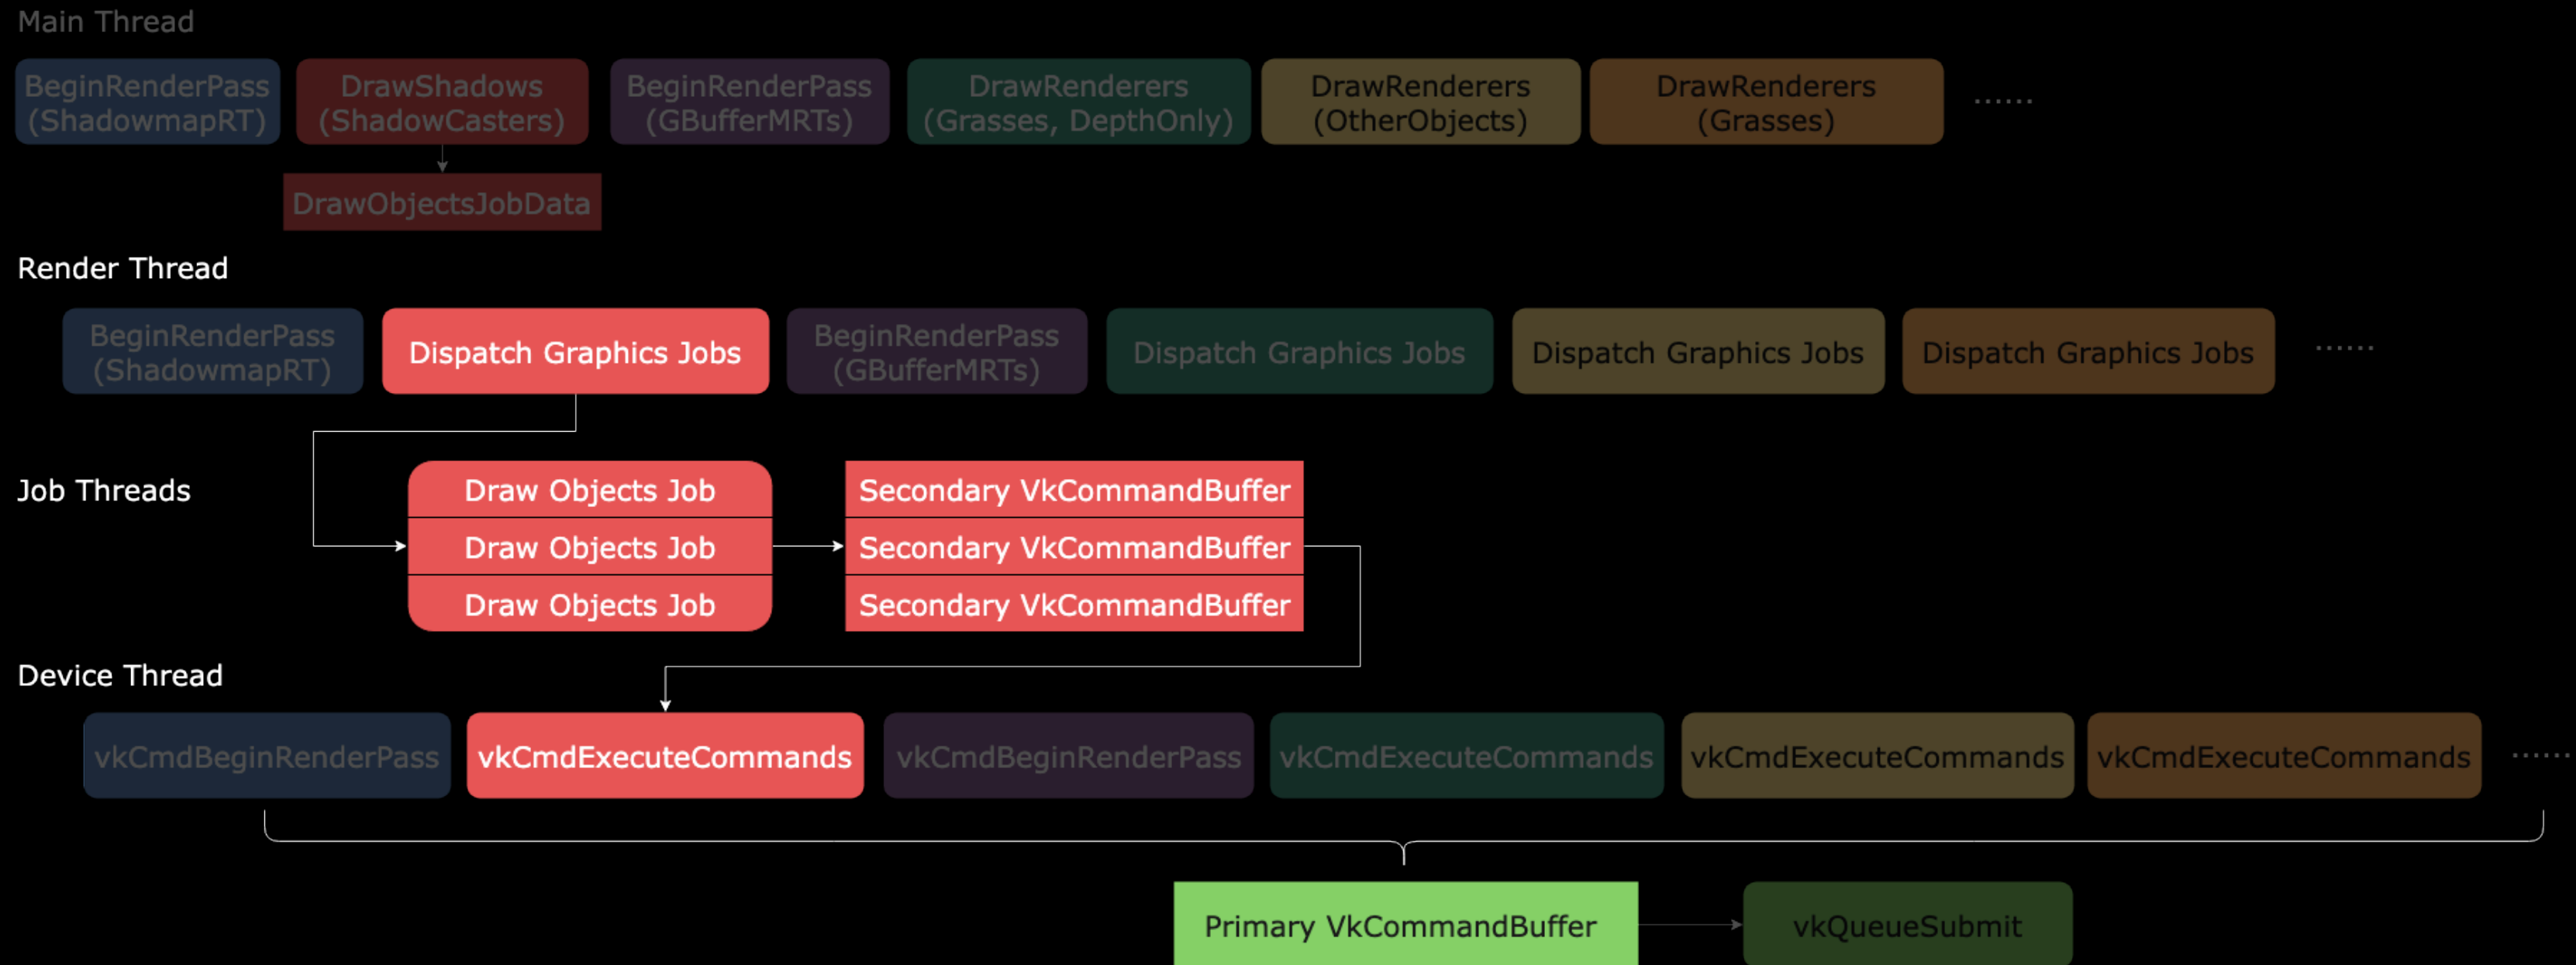 Main Thread
BeginRenderPass
(ShadowmapRT)
DrawShadows
(ShadowCasters)
BeginRenderPass
(GBufferMRTs)
DrawRenderers
(Grasses, DepthOnly)
DrawRenderers
(OtherObjects)
DrawRenderers
(Grasses)
......
DrawObjectsJobData
Render Thread
BeginRenderPass
(ShadowmapRT)
Dispatch Graphics Jobs
BeginRenderPass
(GBufferMRTs)
Dispatch Graphics Jobs
Dispatch Graphics Jobs
Dispatch Graphics Jobs
......
Job Threads
Draw Objects Job
Draw Objects Job
Draw Objects Job
Secondary VkCommandBuffer
Secondary VkCommandBuffer
Secondary VkCommandBuffer
Device Thread
vkCmdBeginRenderPass
vkCmdExecuteCommands
vkCmdBeginRenderPass
vkCmdExecuteCommands
vkCmdExecuteCommands
vkCmdExecuteCommands
......
Primary VkCommandBuffer
vkQueueSubmit